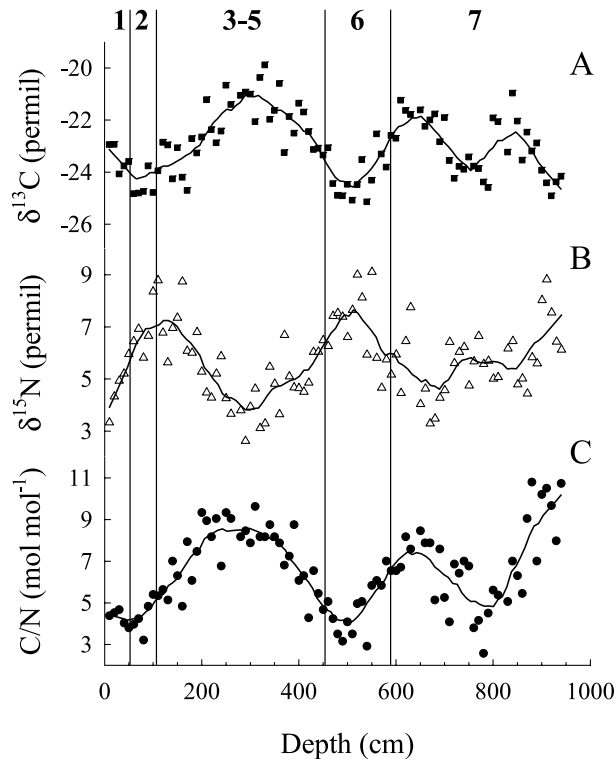 1 2 3-5 6 7
A
-20
-22
-24
-26
δ¹³C (permil)
B
9
7
5
3
δ¹⁵N (permil)
C
11
9
7
5
3
C/N (mol mol⁻¹)
0 200 400 600 800 1000
Depth (cm)